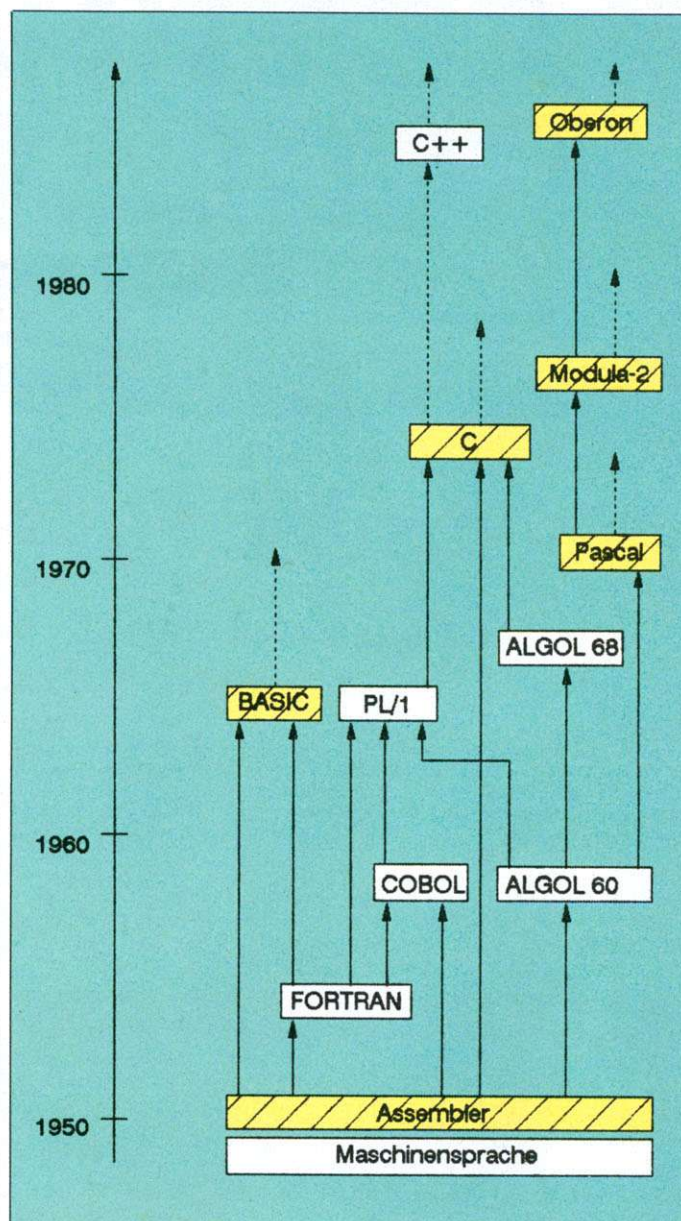 Oberon
C++
1980
Modula-2
C
Pascal
1970
ALGOL 68
BASIC
PL/1
1960
COBOL
ALGOL 60
FORTRAN
Assembler
1950
Maschinensprache